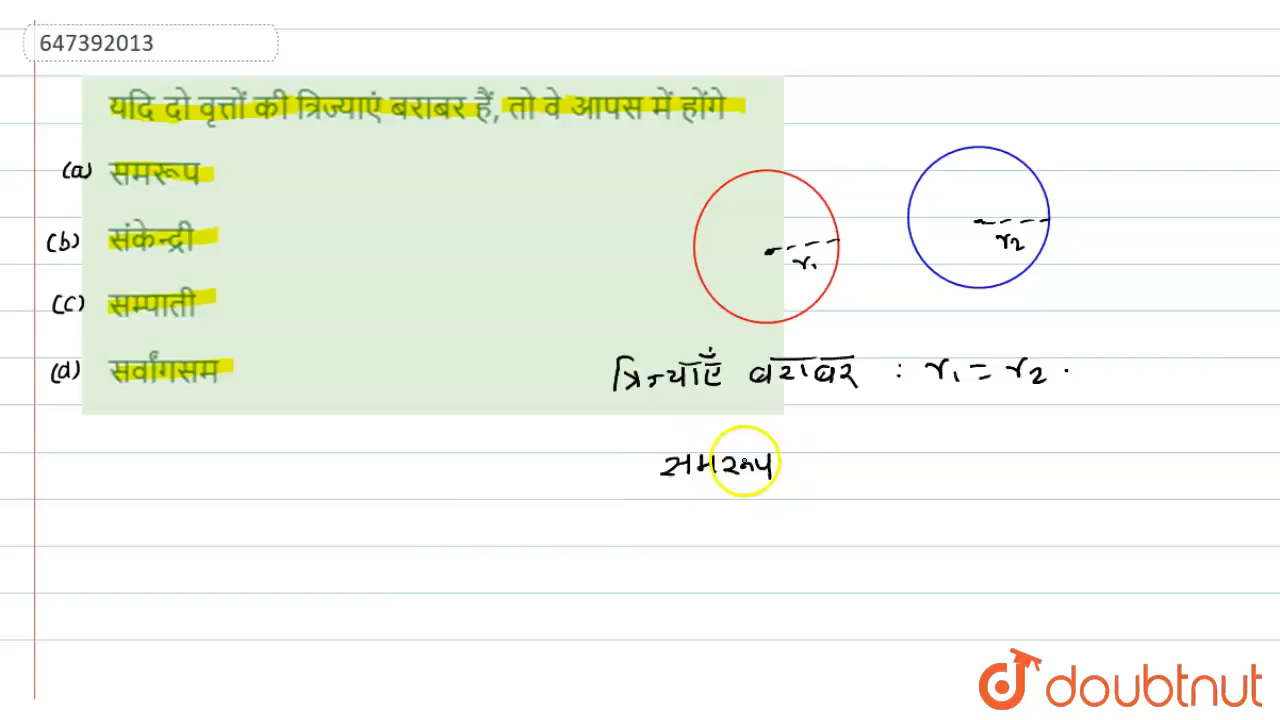 647392013
यदि दो वृत्तों की त्रिज्याएं बराबर हैं, तो वे आपस में होंगे
(a) समरूप
(b) संकेन्द्री
(c) सम्पाती
(d) सर्वांगसम
r₁
r₂
त्रिज्याएँ बराबर : r₁ = r₂ .
समरूप
doubtnut